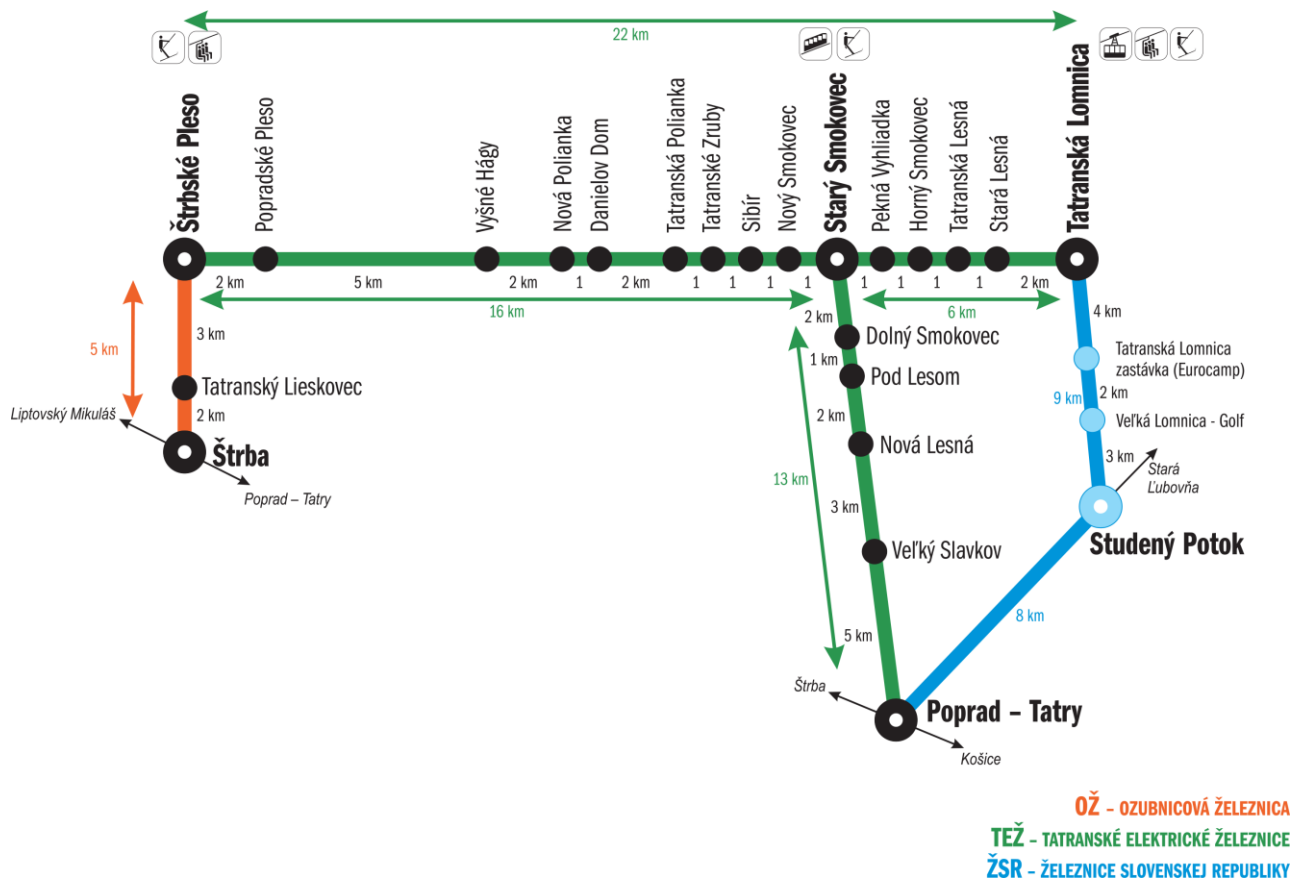 22 km
Štrbské Pleso
Popradské Pleso
Vyšné Hágy
Nová Polianka
Danielov Dom
Tatranská Polianka
Tatranské Zruby
Sibír
Nový Smokovec
Starý Smokovec
Pekná Vyhliadka
Horný Smokovec
Tatranská Lesná
Stará Lesná
Tatranská Lomnica
2 km
5 km
2 km
1
2 km
1
1
1
1
1
1
1
1
2 km
16 km
6 km
5 km
3 km
Tatranský Lieskovec
2 km
Liptovský Mikuláš
Štrba
Poprad – Tatry
2 km
Dolný Smokovec
1 km
Pod Lesom
2 km
Nová Lesná
13 km
3 km
Veľký Slavkov
5 km
Štrba
Poprad – Tatry
Košice
4 km
Tatranská Lomnica
zastávka (Eurocamp)
9 km
2 km
Veľká Lomnica - Golf
3 km
Stará
Ľubovňa
Studený Potok
8 km
OŽ – OZUBNICOVÁ ŽELEZNICA
TEŽ – TATRANSKÉ ELEKTRICKÉ ŽELEZNICE
ŽSR – ŽELEZNICE SLOVENSKEJ REPUBLIKY